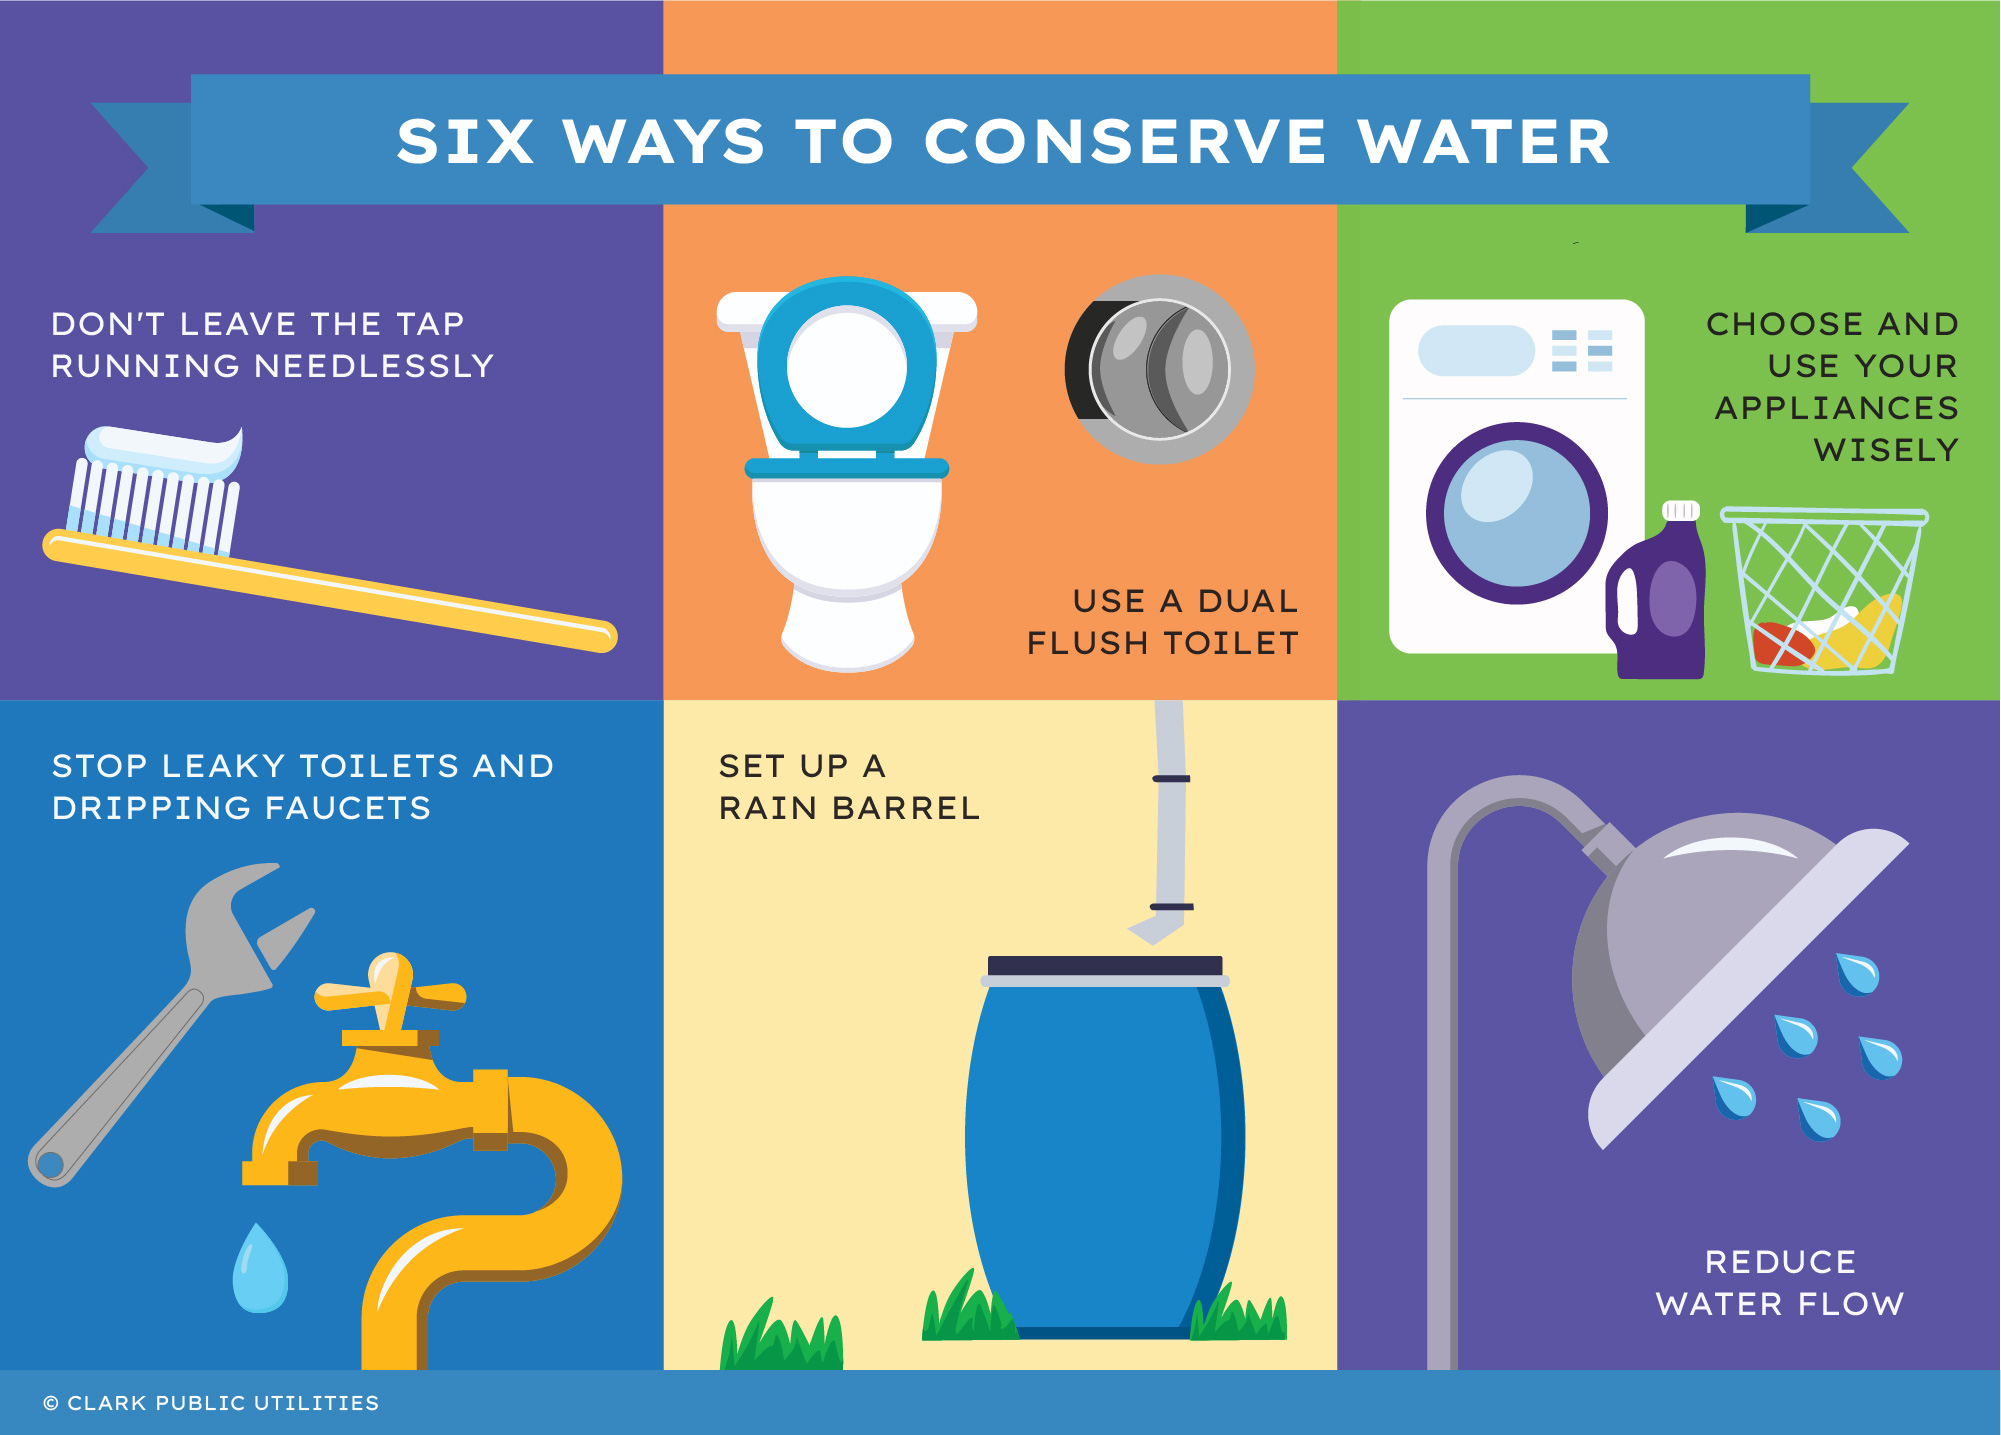 SIX WAYS TO CONSERVE WATER
DON'T LEAVE THE TAP
RUNNING NEEDLESSLY
USE A DUAL
FLUSH TOILET
CHOOSE AND
USE YOUR
APPLIANCES
WISELY
STOP LEAKY TOILETS AND
DRIPPING FAUCETS
SET UP A
RAIN BARREL
REDUCE
WATER FLOW
© CLARK PUBLIC UTILITIES